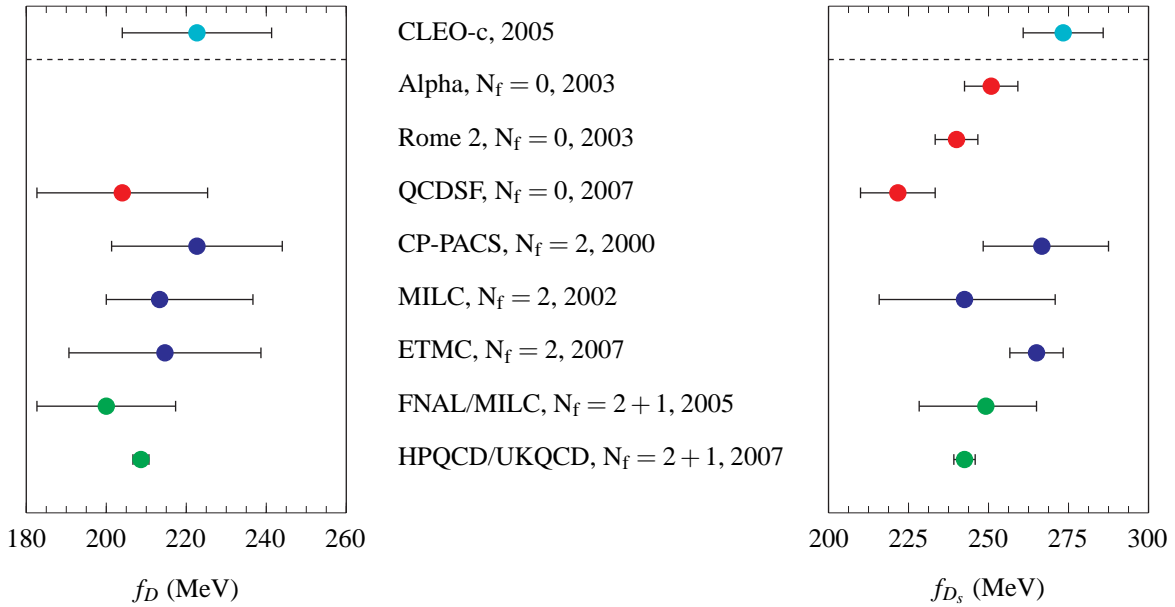 CLEO-c, 2005
Alpha, N_f = 0, 2003
Rome 2, N_f = 0, 2003
QCDSF, N_f = 0, 2007
CP-PACS, N_f = 2, 2000
MILC, N_f = 2, 2002
ETMC, N_f = 2, 2007
FNAL/MILC, N_f = 2 + 1, 2005
HPQCD/UKQCD, N_f = 2 + 1, 2007
180 200 220 240 260
f_D (MeV)
200 225 250 275 300
f_{D_s} (MeV)